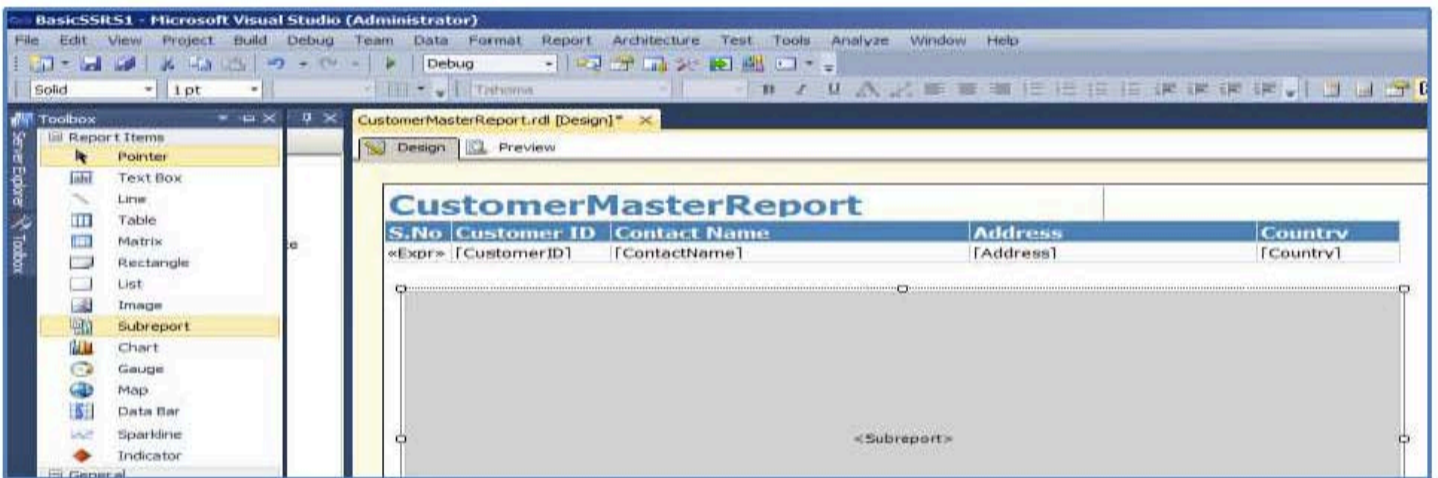 BasicSSRS1 - Microsoft Visual Studio (Administrator)
File Edit View Project Build Debug Team Data Format Report Architecture Test Tools Analyze Window Help
Debug
Solid 1 pt Tahoma B I U A
Server Explorer
Toolbox
Toolbox
Report Items
Pointer
Text Box
Line
Table
Matrix
Rectangle
List
Image
Subreport
Chart
Gauge
Map
Data Bar
Sparkline
Indicator
General
CustomerMasterReport.rdl [Design]*
Design Preview
CustomerMasterReport
S.No Customer ID Contact Name Address Country
«Expr» [CustomerID] [ContactName] [Address] [Country]
<Subreport>